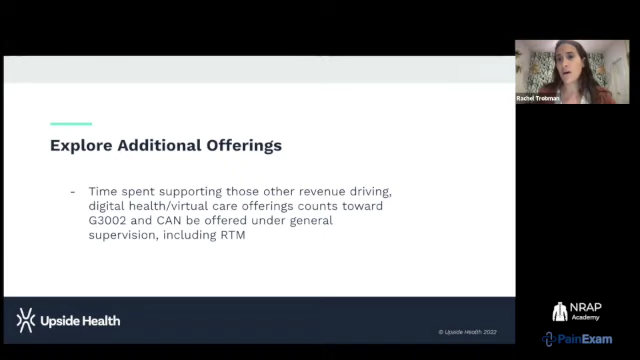 Rachel Trobman
Explore Additional Offerings
- Time spent supporting those other revenue driving,
digital health/virtual care offerings counts toward
G3002 and CAN be offered under general
supervision, including RTM
Upside Health
© Upside Health 2022
NRAP
Academy
PainExam